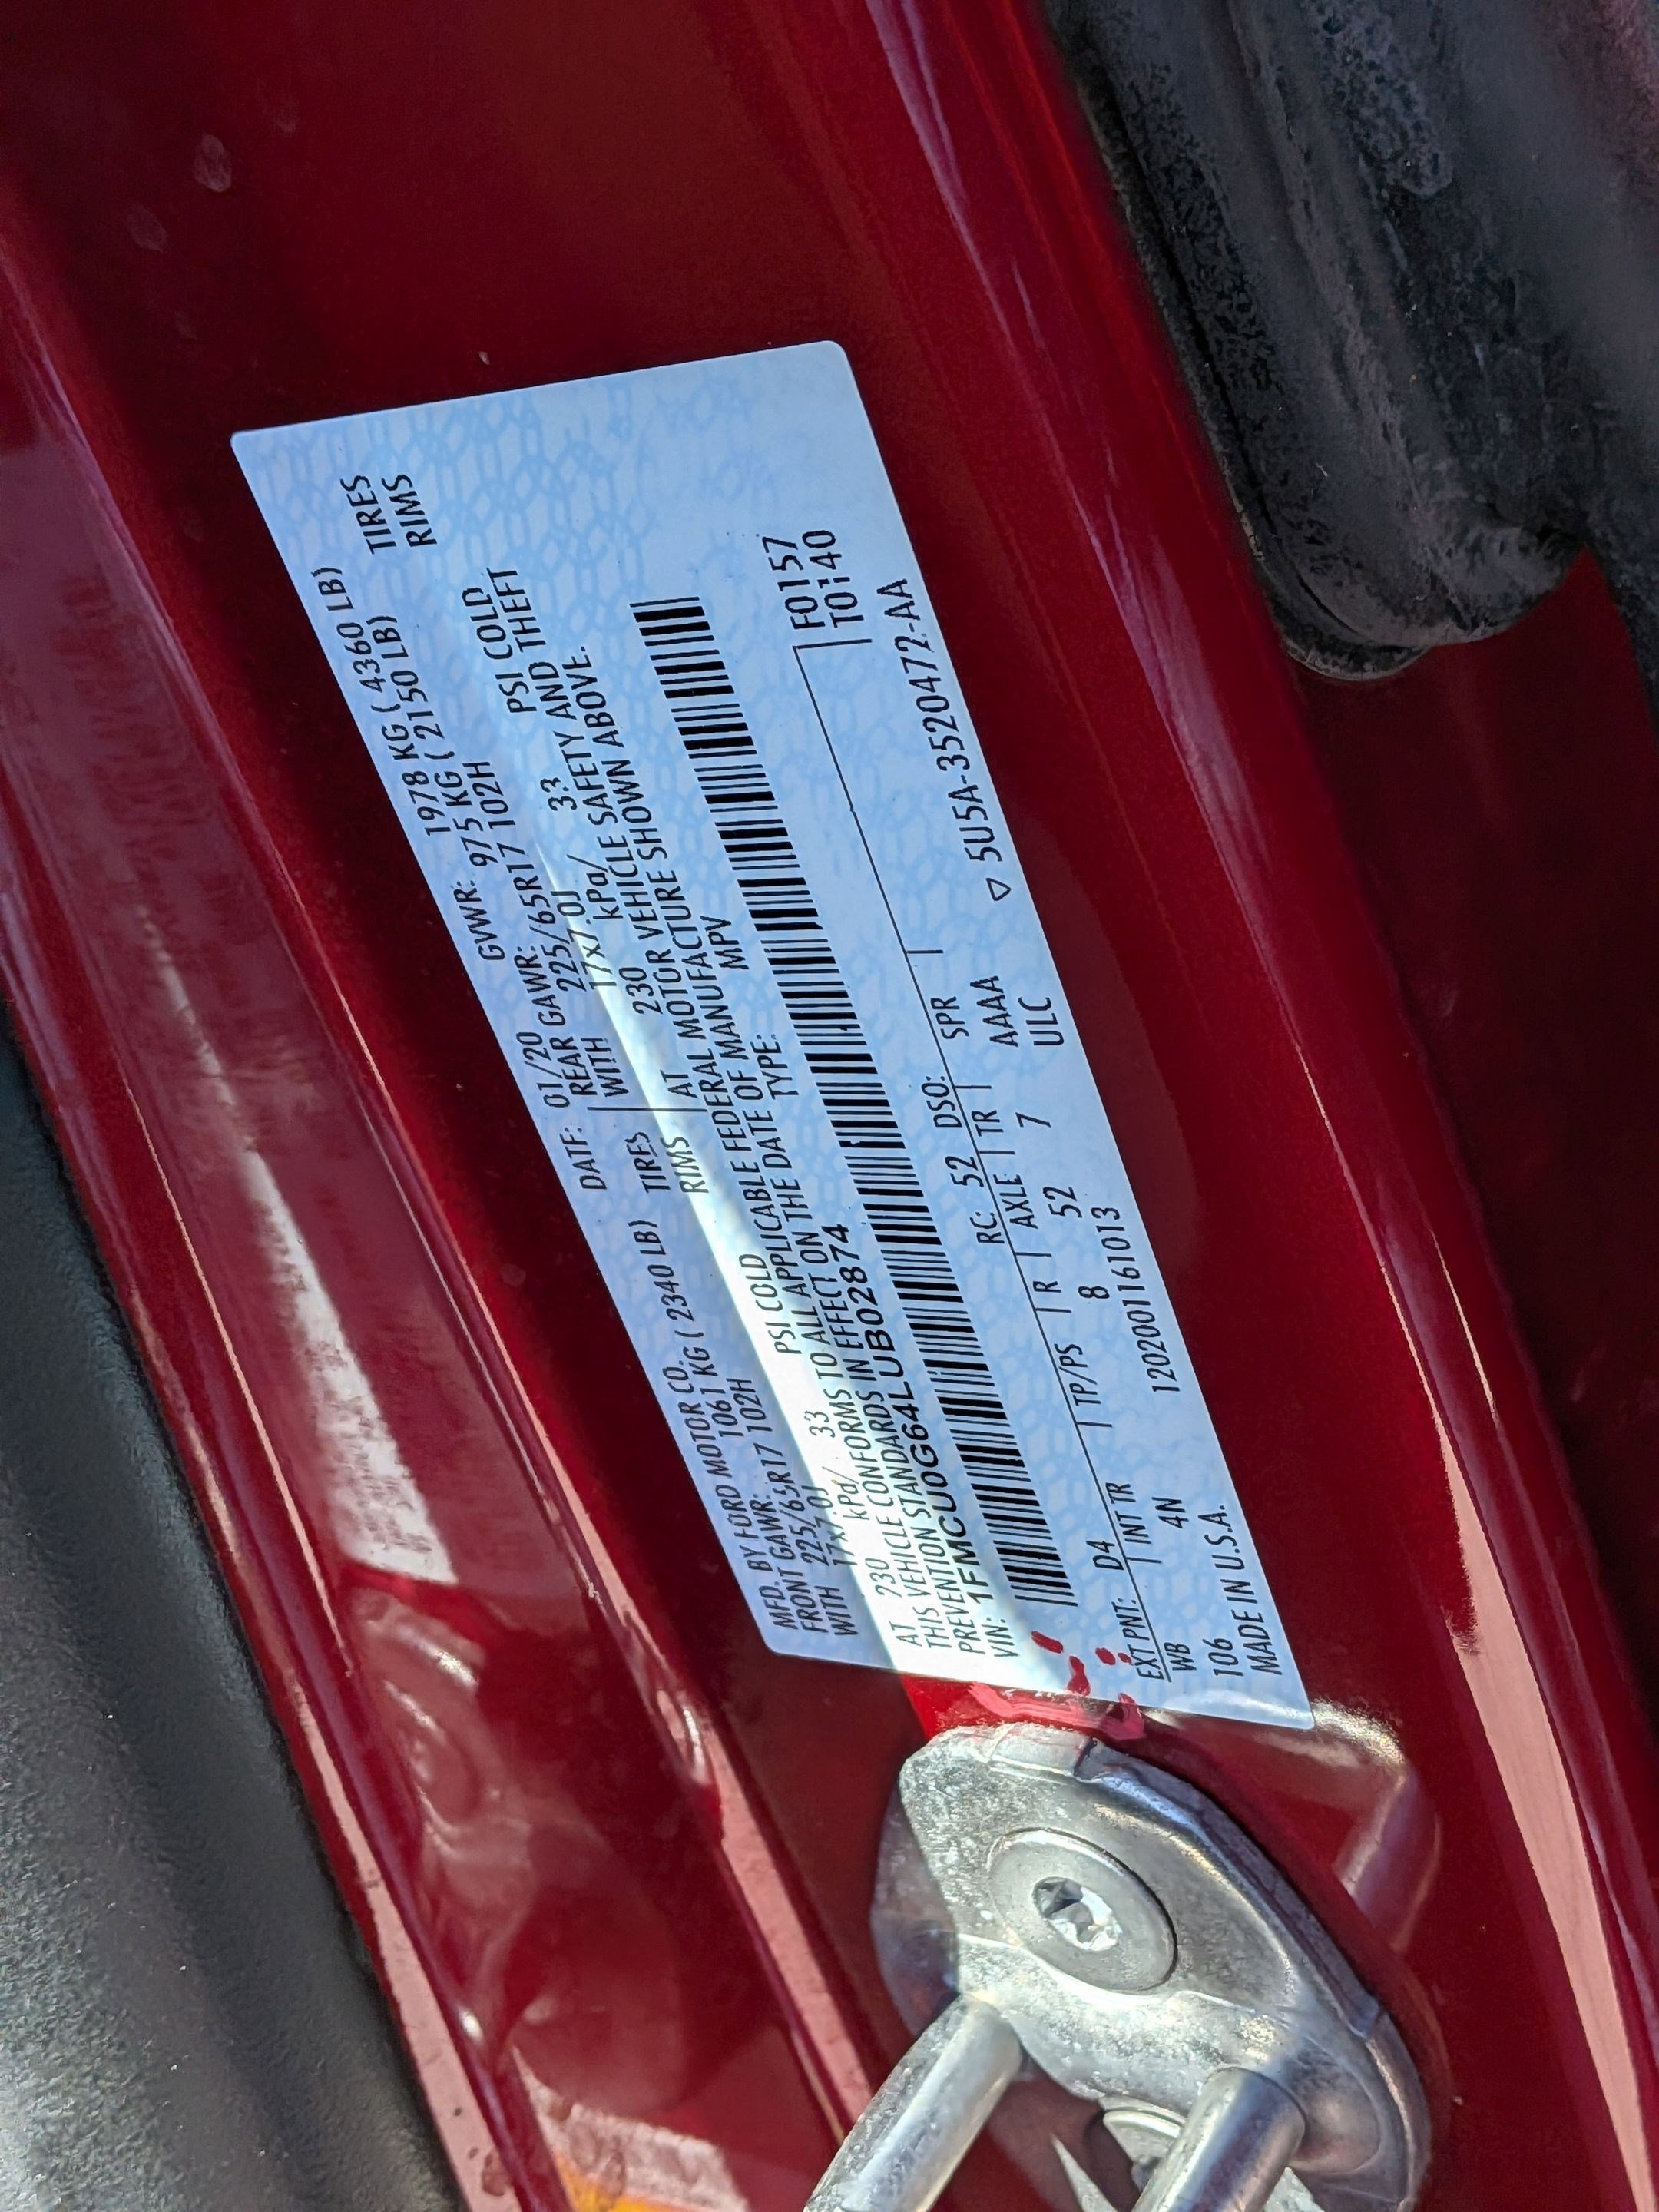 MFD. BY FORD MOTOR CO. DATE: 01/20 GVWR: 1978 KG ( 4360 LB)
FRONT GAWR: 1061 KG ( 2340 LB) REAR GAWR: 975 KG ( 2150 LB)
225/65R17 102H TIRES 225/65R17 102H TIRES
WITH 17x7.0J RIMS WITH 17x7.0J RIMS
AT 230 kPa/ 33 PSI COLD AT 230 kPa/ 33 PSI COLD
THIS VEHICLE CONFORMS TO ALL APPLICABLE FEDERAL MOTOR VEHICLE SAFETY AND THEFT
PREVENTION STANDARDS IN EFFECT ON THE DATE OF MANUFACTURE SHOWN ABOVE.
VIN: 1FMCU0G64LUB02874 TYPE: MPV
F0157
T0140
EXT PNT: D4 RC: 52 DSO:
WB INT TR TP/PS R AXLE TR SPR
106 4N 8 52 7 AAAA
MADE IN U.S.A. 12020011161013 ULC
▽ 5U5A-3520472-AA